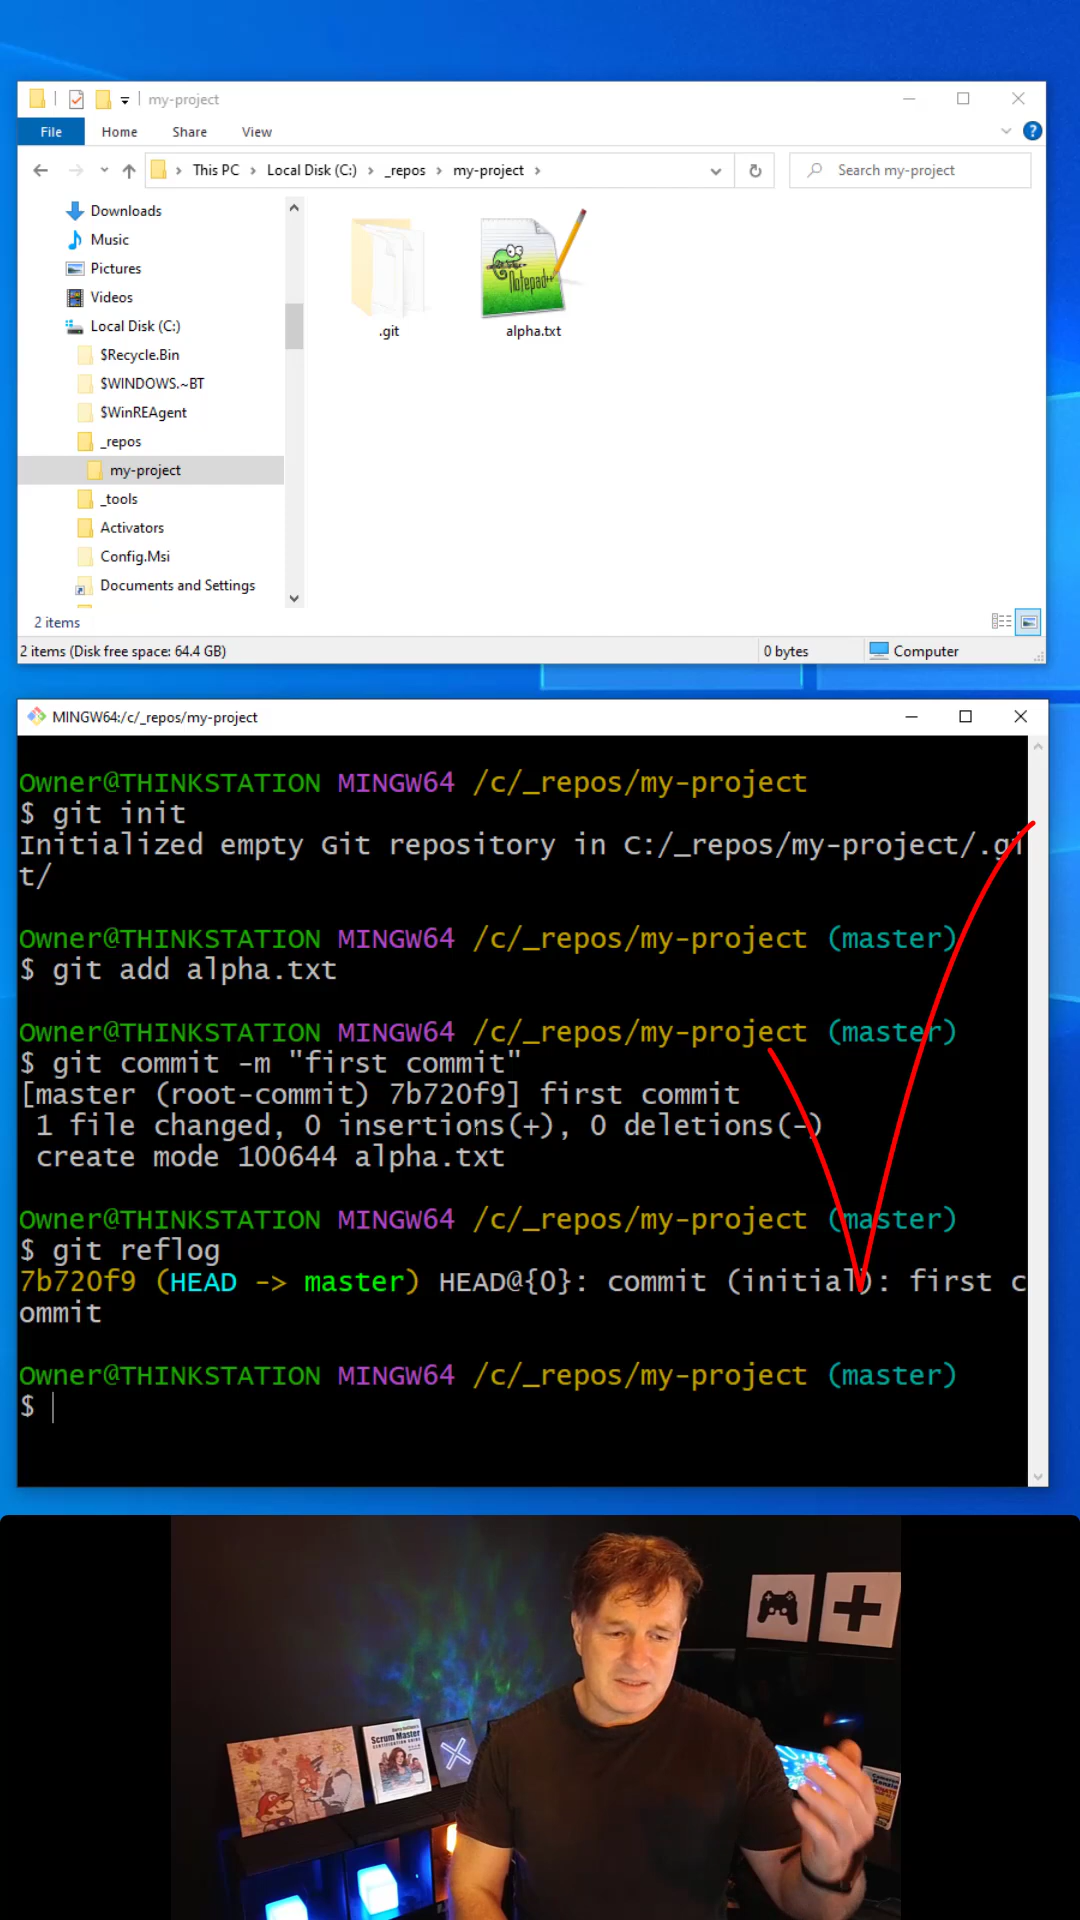 my-project
File Home Share View
This PC Local Disk (C:) _repos my-project Search my-project
Downloads
Music
Pictures
Videos
Local Disk (C:)
$Recycle.Bin
$WINDOWS.~BT
$WinREAgent
_repos
my-project
_tools
Activators
Config.Msi
Documents and Settings
.git
Notepad++
alpha.txt
2 items
2 items (Disk free space: 64.4 GB) 0 bytes Computer
MINGW64:/c/_repos/my-project
Owner@THINKSTATION MINGW64 /c/_repos/my-project
$ git init
Initialized empty Git repository in C:/_repos/my-project/.gi
t/
Owner@THINKSTATION MINGW64 /c/_repos/my-project (master)
$ git add alpha.txt
Owner@THINKSTATION MINGW64 /c/_repos/my-project (master)
$ git commit -m "first commit"
[master (root-commit) 7b720f9] first commit
1 file changed, 0 insertions(+), 0 deletions(-)
create mode 100644 alpha.txt
Owner@THINKSTATION MINGW64 /c/_repos/my-project (master)
$ git reflog
7b720f9 (HEAD -> master) HEAD@{0}: commit (initial): first c
ommit
Owner@THINKSTATION MINGW64 /c/_repos/my-project (master)
$
Scrum Master